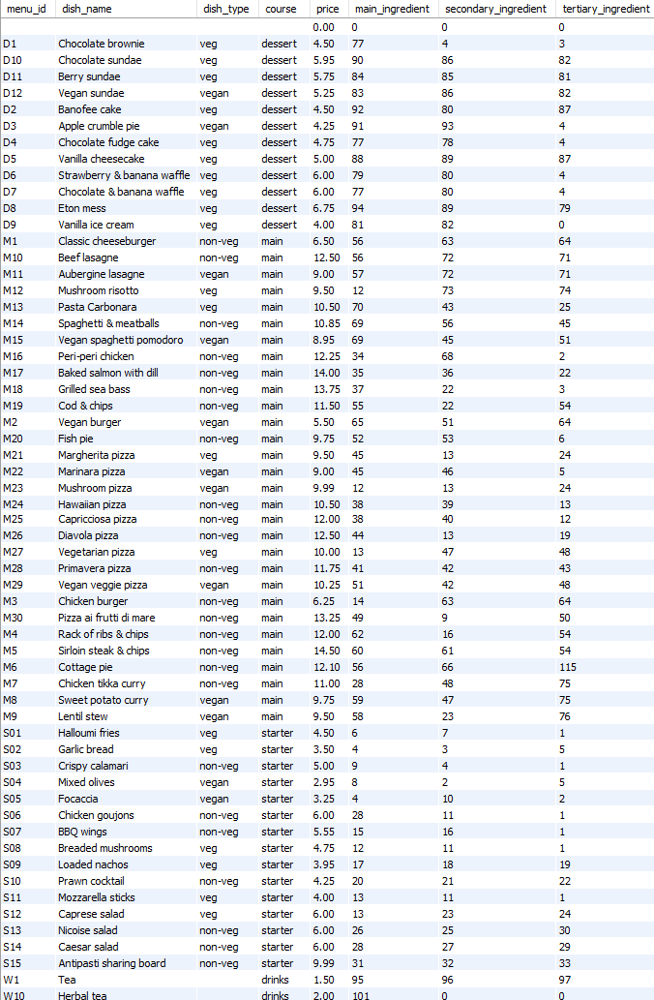 menu_id dish_name dish_type course price main_ingredient secondary_ingredient tertiary_ingredient
0.00 0 0 0
D1 Chocolate brownie veg dessert 4.50 77 4 3
D10 Chocolate sundae veg dessert 5.95 90 86 82
D11 Berry sundae veg dessert 5.75 84 85 81
D12 Vegan sundae vegan dessert 5.25 83 86 82
D2 Banofee cake veg dessert 4.50 92 80 87
D3 Apple crumble pie vegan dessert 4.25 91 93 4
D4 Chocolate fudge cake veg dessert 4.75 77 78 4
D5 Vanilla cheesecake veg dessert 5.00 88 89 87
D6 Strawberry & banana waffle veg dessert 6.00 79 80 4
D7 Chocolate & banana waffle veg dessert 6.00 77 80 4
D8 Eton mess veg dessert 6.75 94 89 79
D9 Vanilla ice cream veg dessert 4.00 81 82 0
M1 Classic cheeseburger non-veg main 6.50 56 63 64
M10 Beef lasagne non-veg main 12.50 56 72 71
M11 Aubergine lasagne vegan main 9.00 57 72 71
M12 Mushroom risotto veg main 9.50 12 73 74
M13 Pasta Carbonara veg main 10.50 70 43 25
M14 Spaghetti & meatballs non-veg main 10.85 69 56 45
M15 Vegan spaghetti pomodoro vegan main 8.95 69 45 51
M16 Peri-peri chicken non-veg main 12.25 34 68 2
M17 Baked salmon with dill non-veg main 14.00 35 36 22
M18 Grilled sea bass non-veg main 13.75 37 22 3
M19 Cod & chips non-veg main 11.50 55 22 54
M2 Vegan burger vegan main 5.50 65 51 64
M20 Fish pie non-veg main 9.75 52 53 6
M21 Margherita pizza veg main 9.50 45 13 24
M22 Marinara pizza vegan main 9.00 45 46 5
M23 Mushroom pizza vegan main 9.99 12 13 24
M24 Hawaiian pizza non-veg main 10.50 38 39 13
M25 Capricciosa pizza non-veg main 12.00 38 40 12
M26 Diavola pizza non-veg main 12.50 44 13 19
M27 Vegetarian pizza veg main 10.00 13 47 48
M28 Primavera pizza non-veg main 11.75 41 42 43
M29 Vegan veggie pizza vegan main 10.25 51 42 48
M3 Chicken burger non-veg main 6.25 14 63 64
M30 Pizza ai frutti di mare non-veg main 13.25 49 9 50
M4 Rack of ribs & chips non-veg main 12.00 62 16 54
M5 Sirloin steak & chips non-veg main 14.50 60 61 54
M6 Cottage pie non-veg main 12.10 56 66 115
M7 Chicken tikka curry non-veg main 11.00 28 48 75
M8 Sweet potato curry vegan main 9.75 59 47 75
M9 Lentil stew vegan main 9.50 58 23 76
S01 Halloumi fries veg starter 4.50 6 7 1
S02 Garlic bread veg starter 3.50 4 3 5
S03 Crispy calamari non-veg starter 5.00 9 4 1
S04 Mixed olives vegan starter 2.95 8 2 5
S05 Focaccia vegan starter 3.25 4 10 2
S06 Chicken goujons non-veg starter 6.00 28 11 1
S07 BBQ wings non-veg starter 5.55 15 16 1
S08 Breaded mushrooms veg starter 4.75 12 11 1
S09 Loaded nachos veg starter 3.95 17 18 19
S10 Prawn cocktail non-veg starter 4.25 20 21 22
S11 Mozzarella sticks veg starter 4.00 13 11 1
S12 Caprese salad veg starter 6.00 13 23 24
S13 Nicoise salad non-veg starter 6.00 26 25 30
S14 Caesar salad non-veg starter 6.00 28 27 29
S15 Antipasti sharing board non-veg starter 9.99 31 32 33
W1 Tea drinks 1.50 95 96 97
W10 Herbal tea drinks 2.00 101 0 0